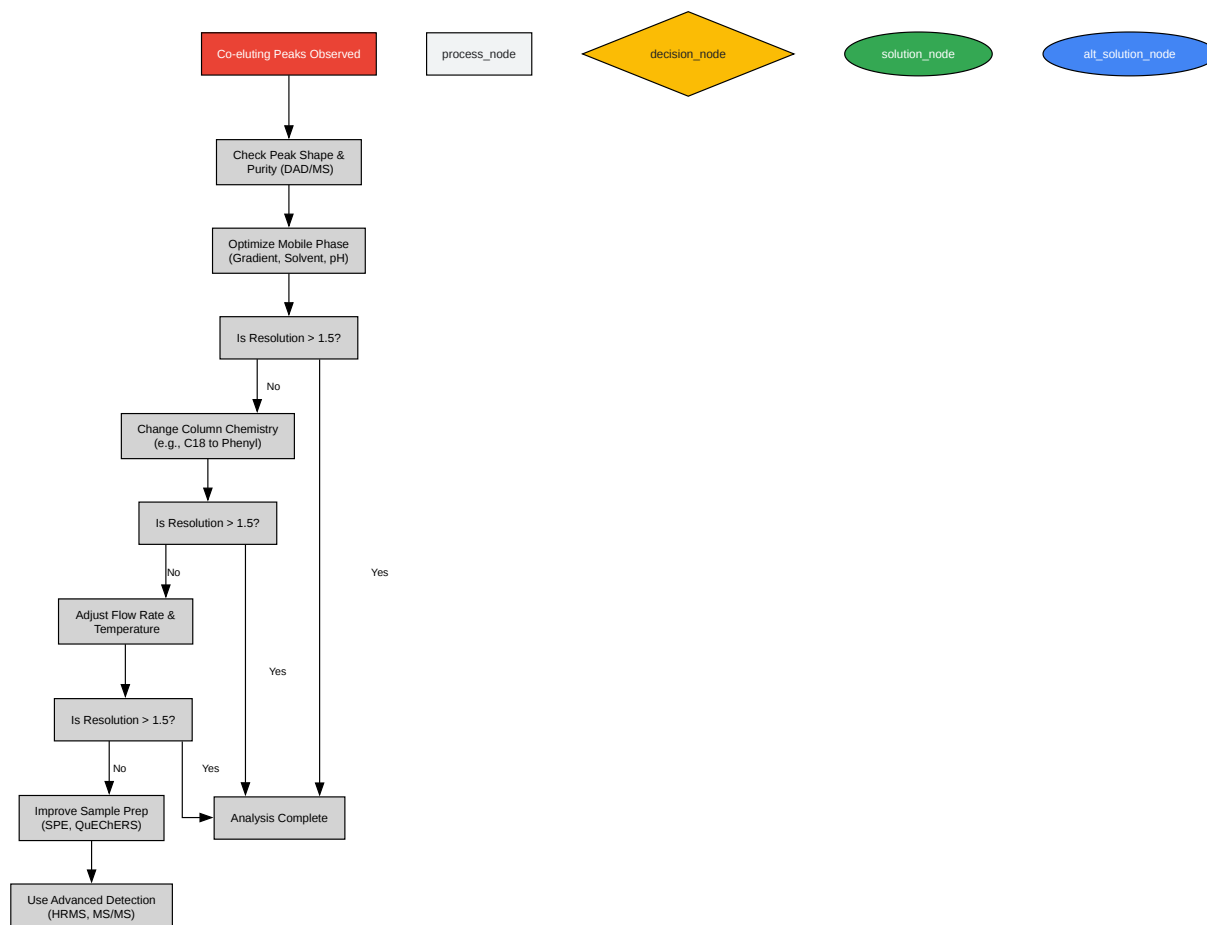 Co-eluting Peaks Observed
process_node
decision_node
solution_node
alt_solution_node
Check Peak Shape &
Purity (DAD/MS)
Optimize Mobile Phase
(Gradient, Solvent, pH)
Is Resolution > 1.5?
No
Change Column Chemistry
(e.g., C18 to Phenyl)
Is Resolution > 1.5?
No
Yes
Adjust Flow Rate &
Temperature
Yes
Is Resolution > 1.5?
No
Yes
Improve Sample Prep
(SPE, QuEChERS)
Analysis Complete
Use Advanced Detection
(HRMS, MS/MS)